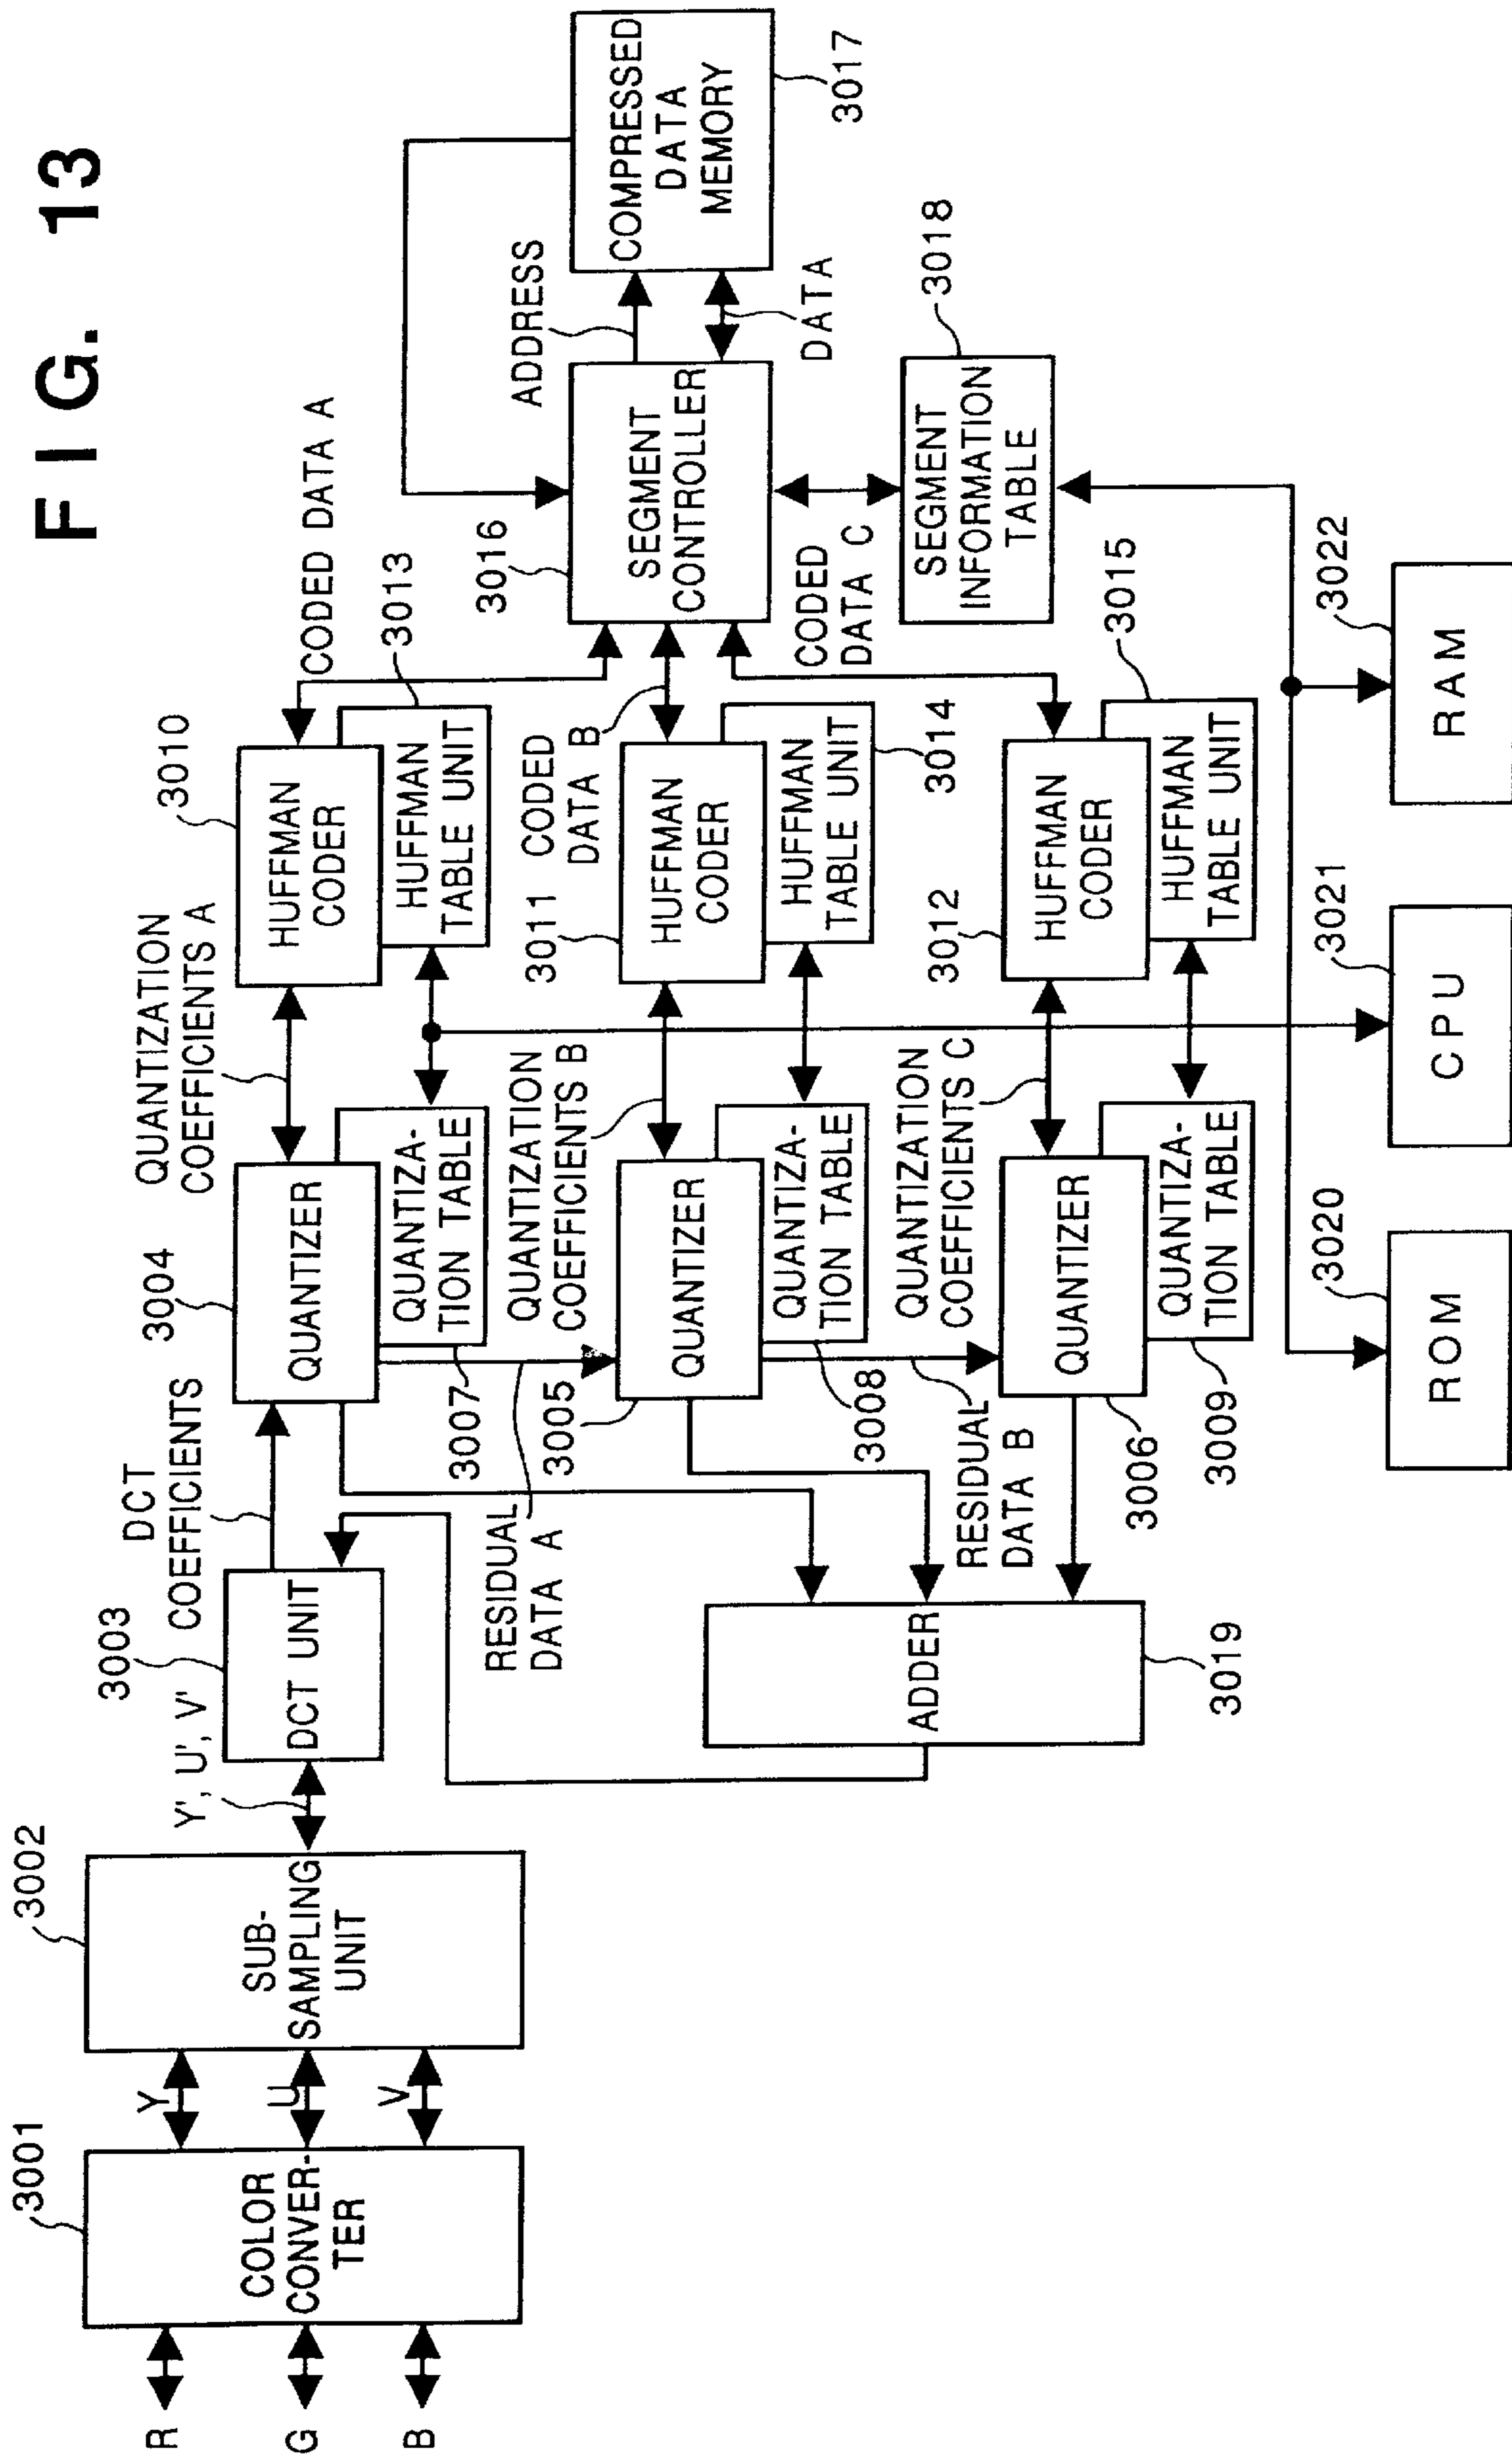 FIG. 13
3001
COLOR
CONVER-
TER
R
G
B
Y
U
V
3002
SUB-
SAMPLING
UNIT
Y', U', V'
3003
DCT UNIT
DCT
COEFFICIENTS
3004
QUANTIZER
QUANTIZA-
TION TABLE
3007
QUANTIZATION
COEFFICIENTS A
3010
HUFFMAN
CODER
HUFFMAN
TABLE UNIT
3013
CODED DATA A
RESIDUAL
DATA A
3005
QUANTIZER
QUANTIZA-
TION TABLE
3008
QUANTIZATION
COEFFICIENTS B
3011
HUFFMAN
CODER
HUFFMAN
TABLE UNIT
3014
CODED
DATA B
RESIDUAL
DATA B
3006
QUANTIZER
QUANTIZA-
TION TABLE
3009
QUANTIZATION
COEFFICIENTS C
3012
HUFFMAN
CODER
HUFFMAN
TABLE UNIT
3015
CODED
DATA C
3016
SEGMENT
CONTROLLER
ADDRESS
DATA
COMPRESSED
DATA
MEMORY
3017
SEGMENT
INFORMATION
TABLE
3018
ADDER
3019
3020
ROM
3021
CPU
3022
RAM